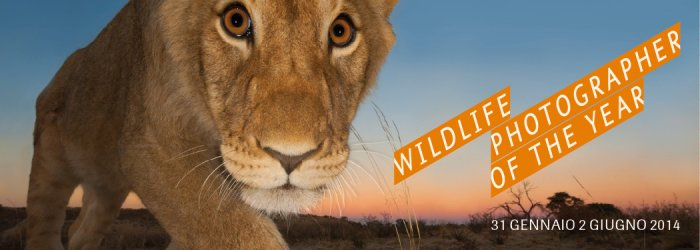 WILDLIFE
PHOTOGRAPHER
OF THE YEAR
31 GENNAIO 2 GIUGNO 2014